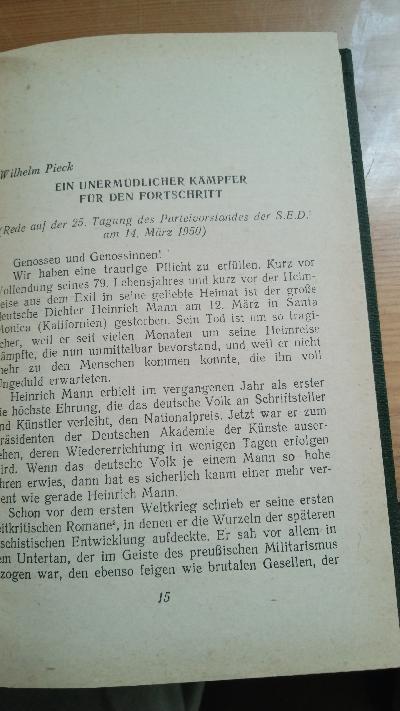 Wilhelm Pieck
EIN UNERMÜDLICHER KÄMPFER
FÜR DEN FORTSCHRITT
(Rede auf der 25. Tagung des Parteivorstandes der S.E.D.¹
am 14. März 1950)
Genossen und Genossinnen!
Wir haben eine traurige Pflicht zu erfüllen. Kurz vor
Vollendung seines 79. Lebensjahres und kurz vor der Heim-
reise aus dem Exil in seine geliebte Heimat ist der große
deutsche Dichter Heinrich Mann am 12. März in Santa
Monica (Kalifornien) gestorben. Sein Tod ist um so tragi-
scher, weil er seit vielen Monaten um seine Heimreise
kämpfte, die nun unmittelbar bevorstand, und weil er nicht
mehr zu den Menschen kommen konnte, die ihn voll
Ungeduld erwarteten.
Heinrich Mann erhielt im vergangenen Jahr als erster
die höchste Ehrung, die das deutsche Volk an Schriftsteller
und Künstler verleiht, den Nationalpreis. Jetzt war er zum
Präsidenten der Deutschen Akademie der Künste auser-
sehen, deren Wiedererrichtung in wenigen Tagen erfolgen
wird. Wenn das deutsche Volk je einem Mann so hohe
Ehren erwies, dann hat es sicherlich kaum einer mehr ver-
dient wie gerade Heinrich Mann.
Schon vor dem ersten Weltkrieg schrieb er seine ersten
zeitkritischen Romane², in denen er die Wurzeln der späteren
faschistischen Entwicklung aufdeckte. Er sah vor allem in
dem Untertan, der im Geiste des preußischen Militarismus
erzogen war, den ebenso feigen wie brutalen Gesellen, der
15